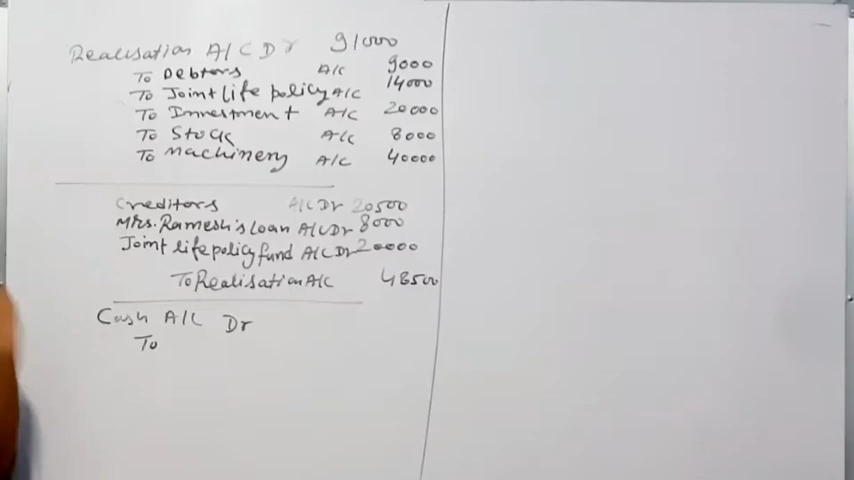 Realisation A/C Dr 91000
To Debtors A/C 9000
To Joint Life policy A/C 14000
To Investment A/C 20000
To Stock A/C 8000
To Machinery A/C 40000
Creditors A/C Dr 20500
Mrs. Ramesh's loan A/C Dr 8000
Joint life policy fund A/C Dr 20000
To Realisation A/C 48500
Cash A/C Dr
To